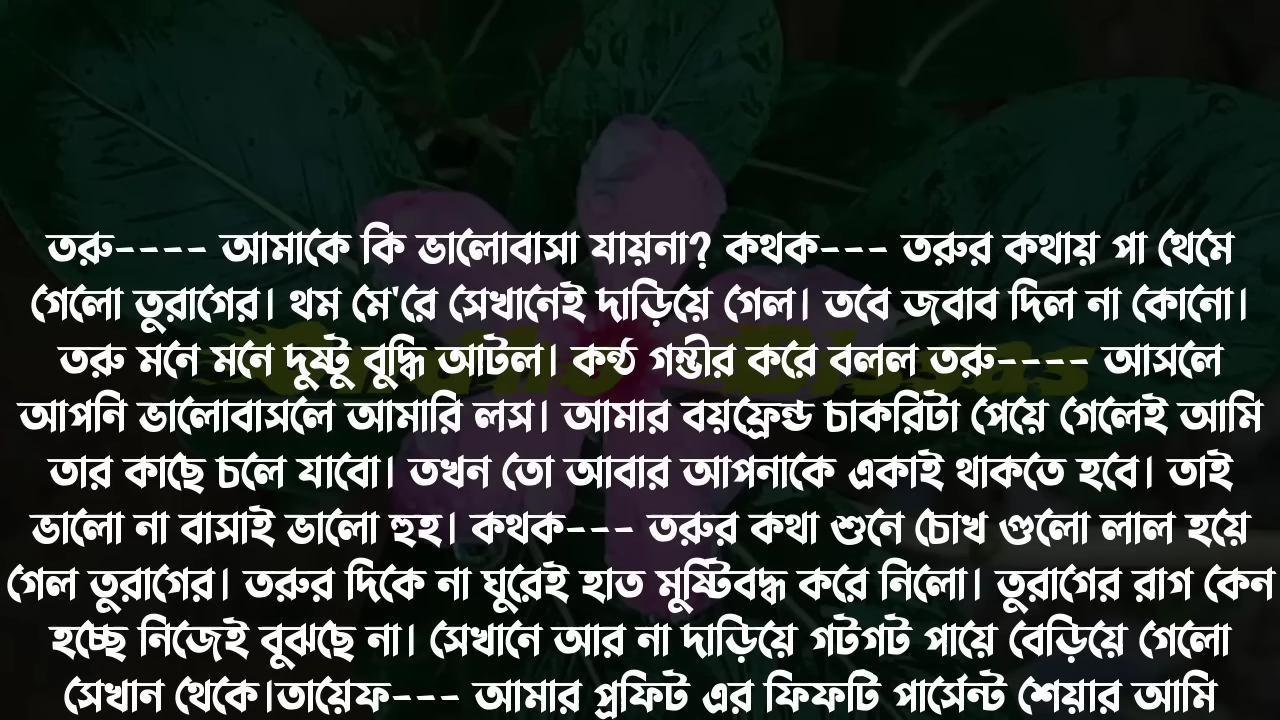 তরু---- আমাকে কি ভালোবাসা যায়না? কথক--- তরুর কথায় পা থেমে
গেলো তুরাগের। থম মে'রে সেখানেই দাড়িয়ে গেল। তবে জবাব দিল না কোনো।
তরু মনে মনে দুষ্টু বুদ্ধি আটল। কন্ঠ গম্ভীর করে বলল তরু---- আসলে
আপনি ভালোবাসলে আমারি লস। আমার বয়ফ্রেন্ড চাকরিটা পেয়ে গেলেই আমি
তার কাছে চলে যাবো। তখন তো আবার আপনাকে একাই থাকতে হবে। তাই
ভালো না বাসাই ভালো হুহ। কথক--- তরুর কথা শুনে চোখ গুলো লাল হয়ে
গেল তুরাগের। তরুর দিকে না ঘুরেই হাত মুষ্টিবদ্ধ করে নিলো। তুরাগের রাগ কেন
হচ্ছে নিজেই বুঝছে না। সেখানে আর না দাড়িয়ে গটগট পায়ে বেড়িয়ে গেলো
সেখান থেকে।তায়েফ--- আমার প্রফিট এর ফিফটি পার্সেন্ট শেয়ার আমি